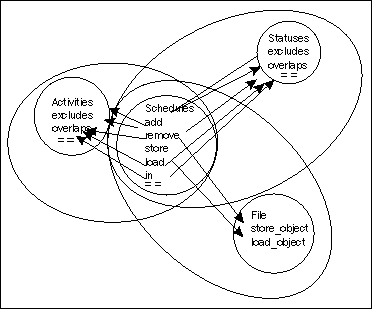 Statuses
excludes
overlaps
==
Activities
excludes
overlaps
==
Schedules
add
remove
store
load
in
==
File
store_object
load_object